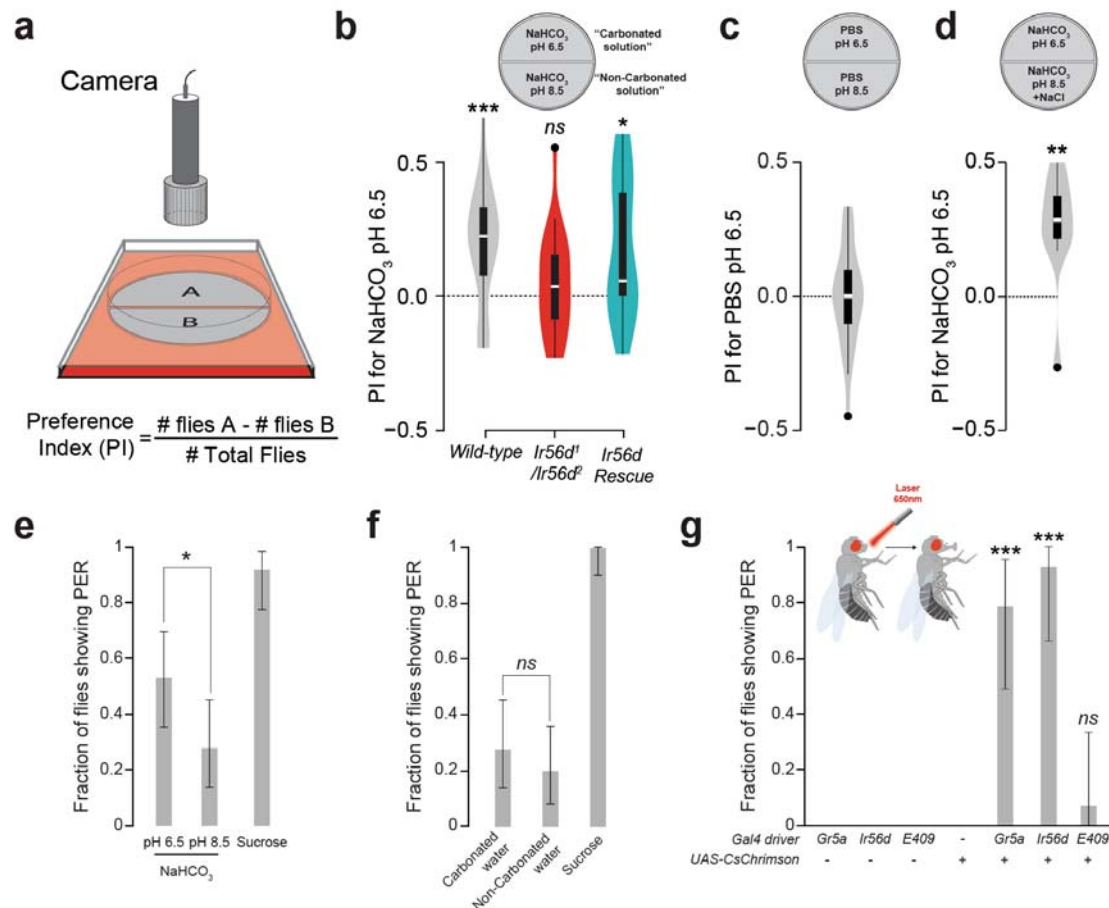 a
Camera
A
B
Preference Index (PI) = # flies A - # flies B
# Total Flies
b
NaHCO₃
pH 6.5
"Carbonated solution"
NaHCO₃
pH 8.5
"Non-Carbonated solution"
***
ns
*
PI for NaHCO₃ pH 6.5
0.5
0.0
−0.5
Wild-type
Ir56d¹
/Ir56d²
Ir56d
Rescue
c
PBS
pH 6.5
PBS
pH 8.5
PI for PBS pH 6.5
0.5
0.0
−0.5
d
NaHCO₃
pH 6.5
NaHCO₃
pH 8.5
+NaCl
**
PI for NaHCO₃ pH 6.5
0.5
0.0
−0.5
e
Fraction of flies showing PER
1
0.8
0.6
0.4
0.2
0
*
pH 6.5 pH 8.5 Sucrose
NaHCO₃
f
Fraction of flies showing PER
1
0.8
0.6
0.4
0.2
0
ns
Carbonated water
Non-Carbonated water
Sucrose
g
Laser
650nm
Fraction of flies showing PER
1
0.8
0.6
0.4
0.2
0
***
***
ns
Gal4 driver Gr5a Ir56d E409 - Gr5a Ir56d E409
UAS-CsChrimson - - - + + + +